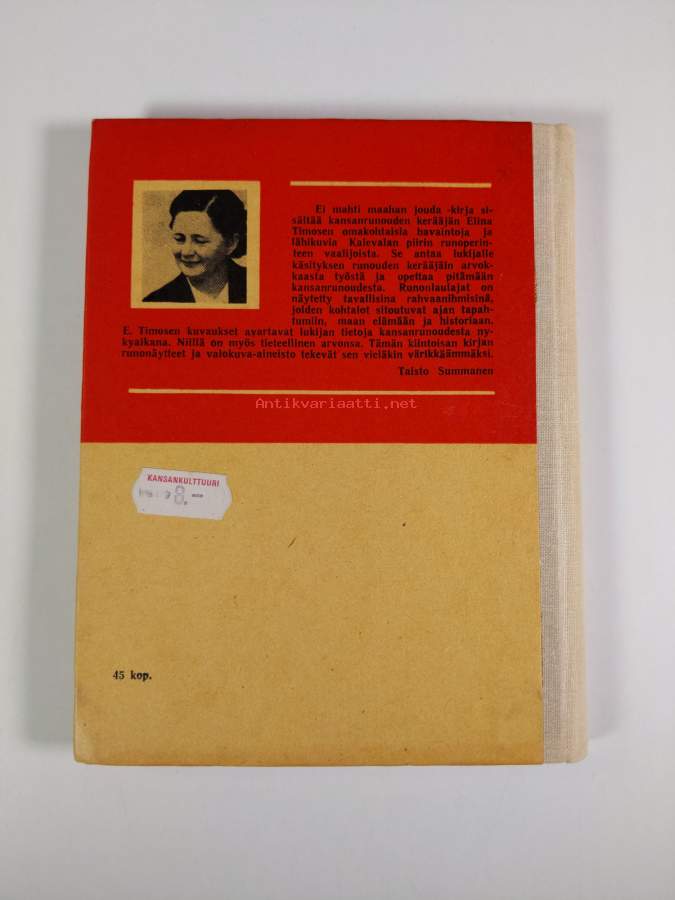 Ei mahti maahan jouda -kirja si-
sältää kansanrunouden kerääjän Elina
Timosen omakohtaisia havaintoja ja
lähikuvia Kalevalan piirin runoperin-
teen vaalijoista. Se antaa lukijalle
käsityksen runouden kerääjäin arvok-
kaasta työstä ja opettaa pitämään
kansanrunoudesta. Runonlaulajat on
näytetty tavallisina rahvaanihmisinä,
joiden kohtalot sitoutuvat ajan tapah-
tumiin, maan elämään ja historiaan.
E. Timosen kuvaukset avartavat lukijan tietoja kansanrunoudesta ny-
kyaikana. Niillä on myös tieteellinen arvonsa. Tämän kiintoisan kirjan
runonäytteet ja valokuva-aineisto tekevät sen vieläkin värikkäämmäksi.
Taisto Summanen
Antikvariaatti.net
KANSANKULTTUURI
8
45 kop.